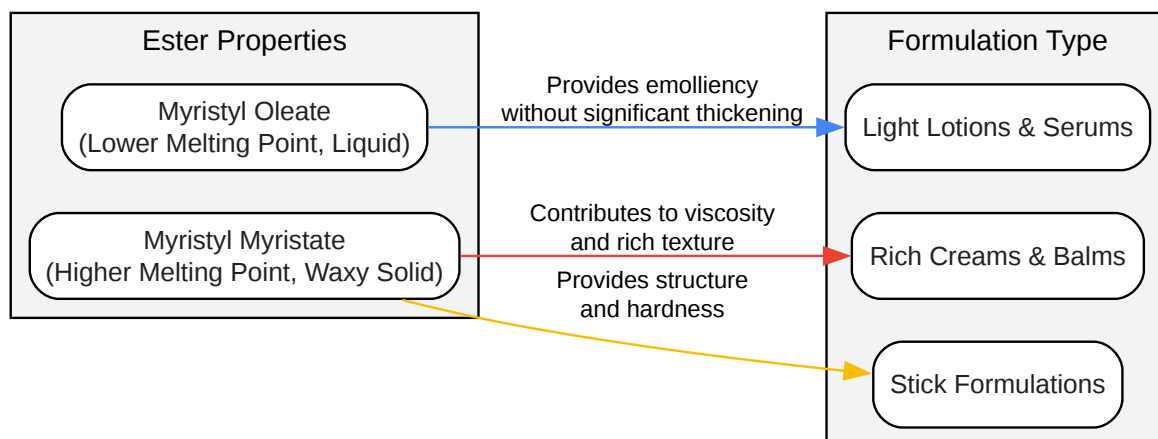 Ester Properties
Myristyl Oleate
(Lower Melting Point, Liquid)
Myristyl Myristate
(Higher Melting Point, Waxy Solid)
Provides emolliency
without significant thickening
Contributes to viscosity
and rich texture
Provides structure
and hardness
Formulation Type
Light Lotions & Serums
Rich Creams & Balms
Stick Formulations